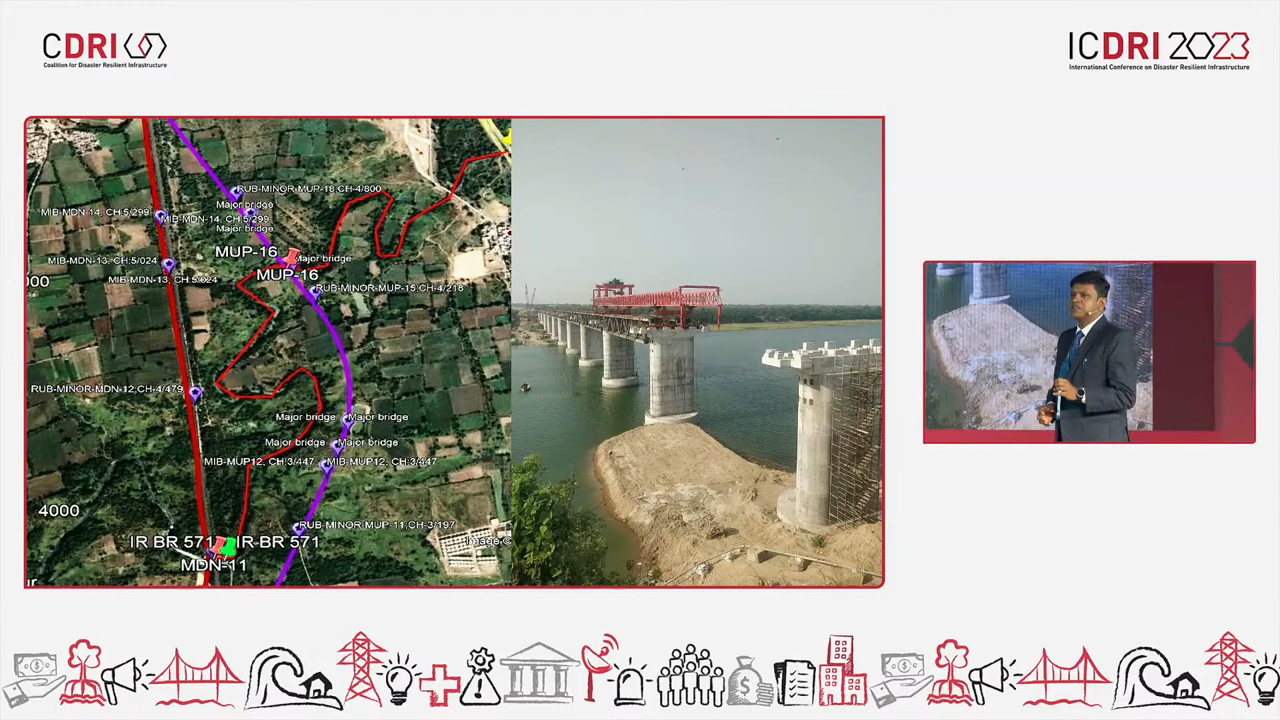 CDRI
Coalition for Disaster Resilient Infrastructure
ICDRI 2023
International Conference on Disaster Resilient Infrastructure
RUB-MINOR-MUP-18,CH-4/800
Major bridge
MIB-MDN-14, CH:5/299
MIB-MDN-14, CH:5/299
Major bridge
MUP-16
Major bridge
MIB-MDN-13, CH:5/024
MUP-16
MIB-MDN-13, CH:5/024
000
RUB-MINOR-MUP-15,CH-4/218
RUB-MINOR-MDN-12,CH-4/479
Major bridge
Major bridge
Major bridge
Major bridge
MIB-MUP12, CH:3/447
MIB-MUP12, CH:3/447
4000
RUB-MINOR-MUP-11,CH-3/197
IR BR 571
IR BR 571
Image
MDN-11